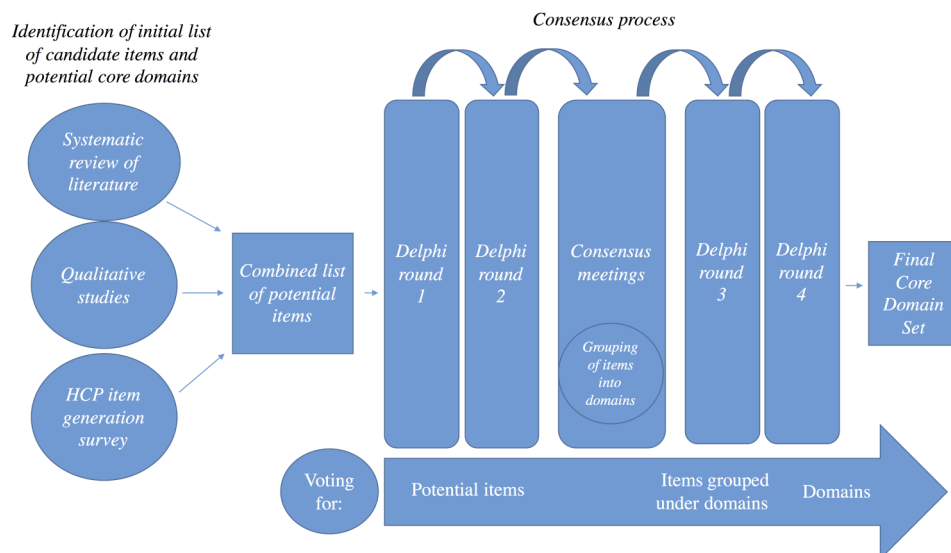 Identification of initial list
of candidate items and
potential core domains
Consensus process
Systematic
review of
literature
Qualitative
studies
HCP item
generation
survey
Combined list
of potential
items
Delphi
round
1
Delphi
round
2
Consensus
meetings
Grouping
of items
into
domains
Delphi
round
3
Delphi
round
4
Final
Core
Domain
Set
Voting
for:
Potential items
Items grouped
under domains
Domains